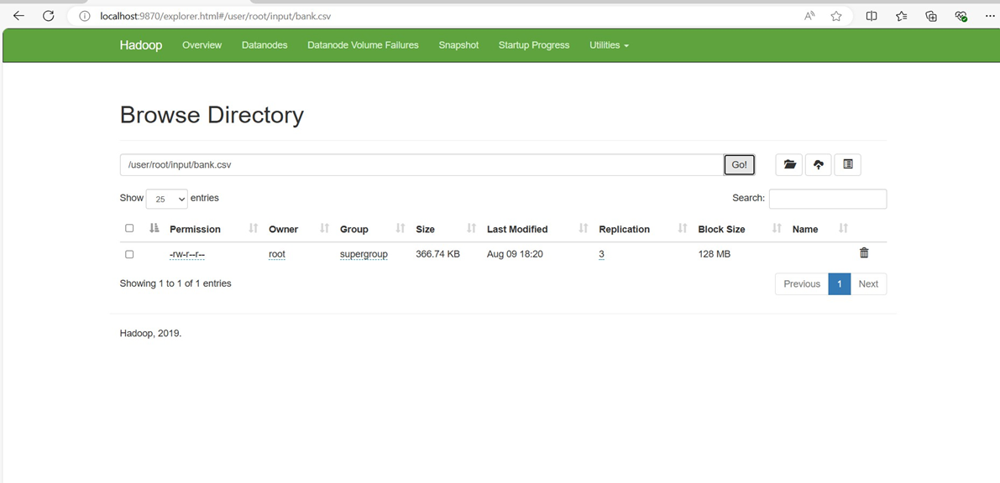 localhost:9870/explorer.html#/user/root/input/bank.csv
Hadoop Overview Datanodes Datanode Volume Failures Snapshot Startup Progress Utilities
Browse Directory
/user/root/input/bank.csv Go!
Show 25 entries Search:
Permission Owner Group Size Last Modified Replication Block Size Name
-rw-r--r-- root supergroup 366.74 KB Aug 09 18:20 3 128 MB
Showing 1 to 1 of 1 entries Previous 1 Next
Hadoop, 2019.